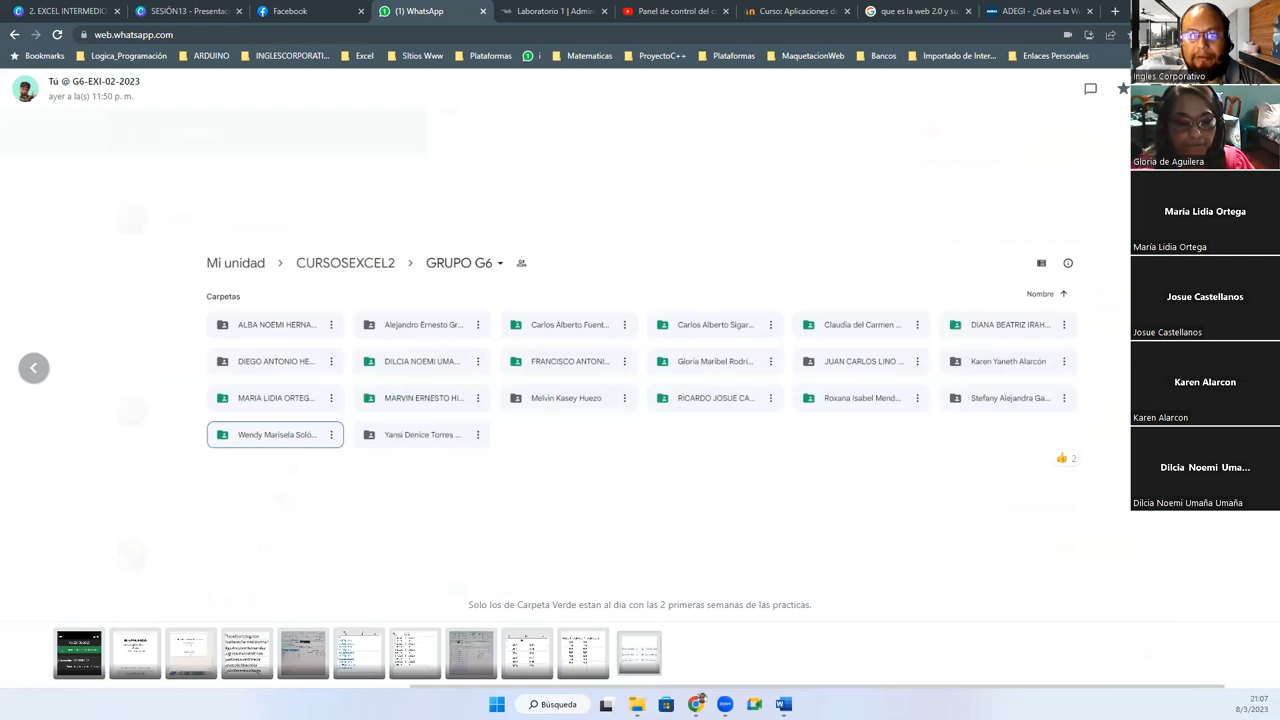 2. EXCEL INTERMEDIC
SESIÓN13 - Presentac
Facebook
(1) WhatsApp
Laboratorio 1 | Admin
Panel de control del c
Curso: Aplicaciones d
que es la web 2.0 y su
ADEGI - ¿Qué es la W
web.whatsapp.com
Bookmarks
Logica_Programación
ARDUINO
INGLESCORPORATI
Excel
SItios Www
i
Matematicas
ProyectoC++
Plataformas
MaquetacionWeb
Bancos
Importado de Inter...
Enlaces Personales
Tú @ G6-EXI-02-2023
ayer a la(s) 11:50 p. m.
Mi unidad > CURSOSEXCEL2 > GRUPO G6
Carpetas
Nombre
ALBA NOEMI HERNA...
Alejandro Ernesto Gr...
Carlos Alberto Fuent...
Carlos Alberto Sigar...
Claudia del Carmen ...
DIANA BEATRIZ IRAH...
DIEGO ANTONIO HE...
DILCIA NOEMI UMA...
FRANCISCO ANTONI...
Gloria Maribel Rodrí...
JUAN CARLOS LINO ...
Karen Yaneth Alarcón
MARIA LIDIA ORTEG...
MARVIN ERNESTO HI...
Melvin Kasey Huezo
RICARDO JOSUE CA...
Roxana Isabel Mend...
Stefany Alejandra Ga...
Wendy Marisela Soló...
Yansi Denice Torres ...
2
Solo los de Carpeta Verde estan al dia con las 2 primeras semanas de las practicas.
Ingles Corporativo
Gloria de Aguilera
María Lidia Ortega
María Lidia Ortega
Josue Castellanos
Josue Castellanos
Karen Alarcon
Karen Alarcon
Dilcia Noemi Uma...
Dilcia Noemi Umaña Umaña
Búsqueda
21:07
8/3/2023